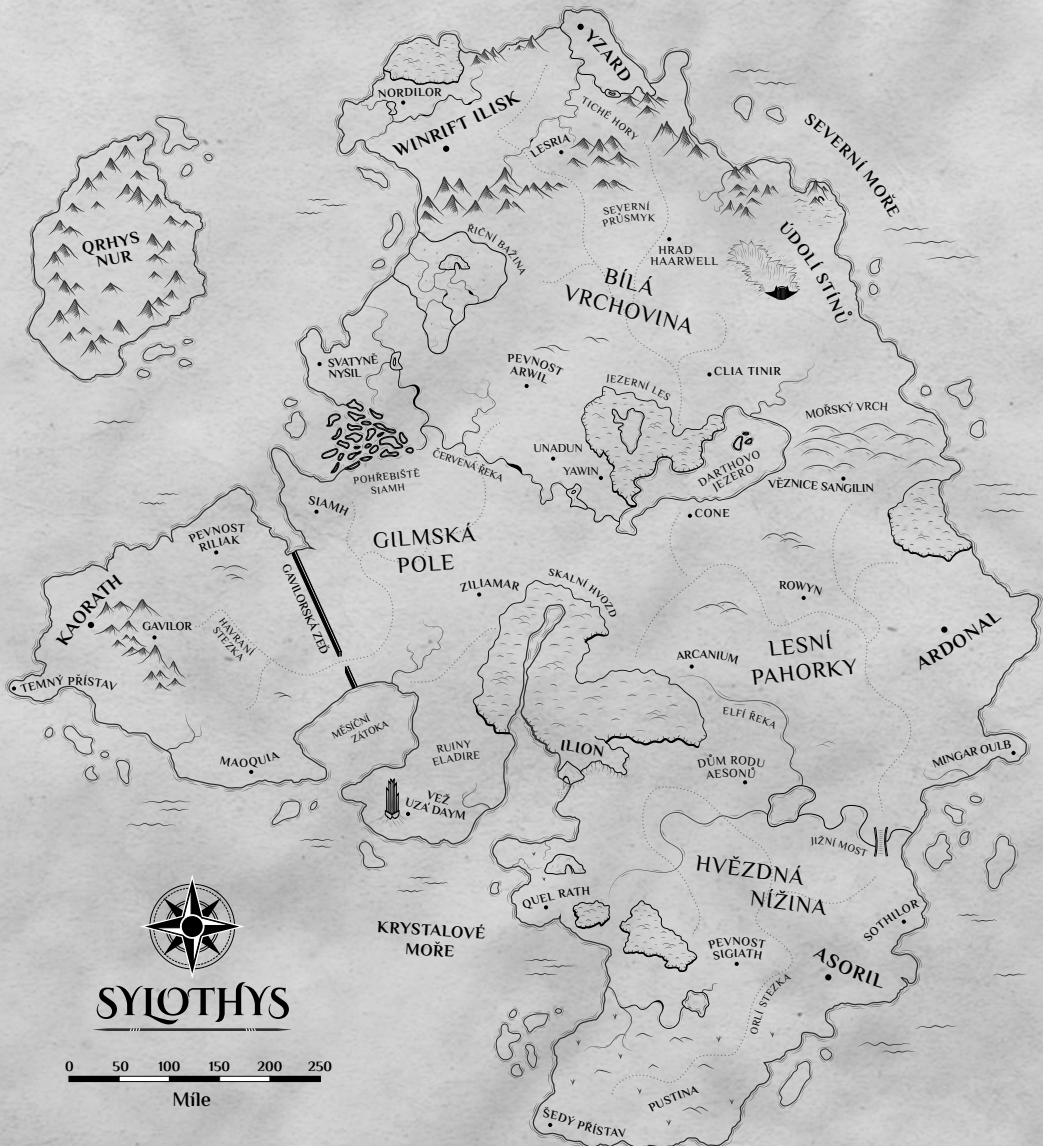 YZARD
NORDILOR
WINRIFT ILISK
TICHÉ HORY
LESRIA
SEVERNÍ MOŘE
QRHYS
NUR
SEVERNÍ
PRŮSMYK
ŘIČNÍ BAŽINA
HRAD
HAARWELL
ÚDOLÍ STÍNŮ
BÍLÁ
VRCHOVINA
SVATYNĚ
NYSIL
PEVNOST
ARWIL
JEZERNÍ LES
CLIA TINIR
MOŘSKÝ VRCH
UNADUN
YAWIN
DARTHOVO
JEZERO
ČERVENÁ ŘEKA
POHŘEBIŠTĚ
SIAMH
VĚZNICE SANGILIN
SIAMH
CONE
PEVNOST
RILIAK
GILMSKÁ
POLE
GAVILORSKÁ ZEĎ
ZILIAMAR
SKALNÍ HVOZD
ROWYN
KAORATH
GAVILOR
HAVRANÍ
STEZKA
LESNÍ
PAHORKY
ARDONAL
ARCANIUM
TEMNÝ PŘÍSTAV
ELFÍ ŘEKA
MĚSÍČNÍ
ZÁTOKA
RUINY
ELADIRE
ILION
DŮM RODU
AESONŮ
MINGAR OULB
MAOQUIA
VEŽ
UZA'DAYM
JIŽNÍ MOST
HVĚZDNÁ
NÍŽINA
QUEL RATH
SOTHILOR
KRYSTALOVÉ
MOŘE
PEVNOST
SIGIATH
ASORIL
ORLÍ STEZKA
SYLOTHYS
0 50 100 150 200 250
Míle
PUSTINA
ŠEDÝ PŘÍSTAV